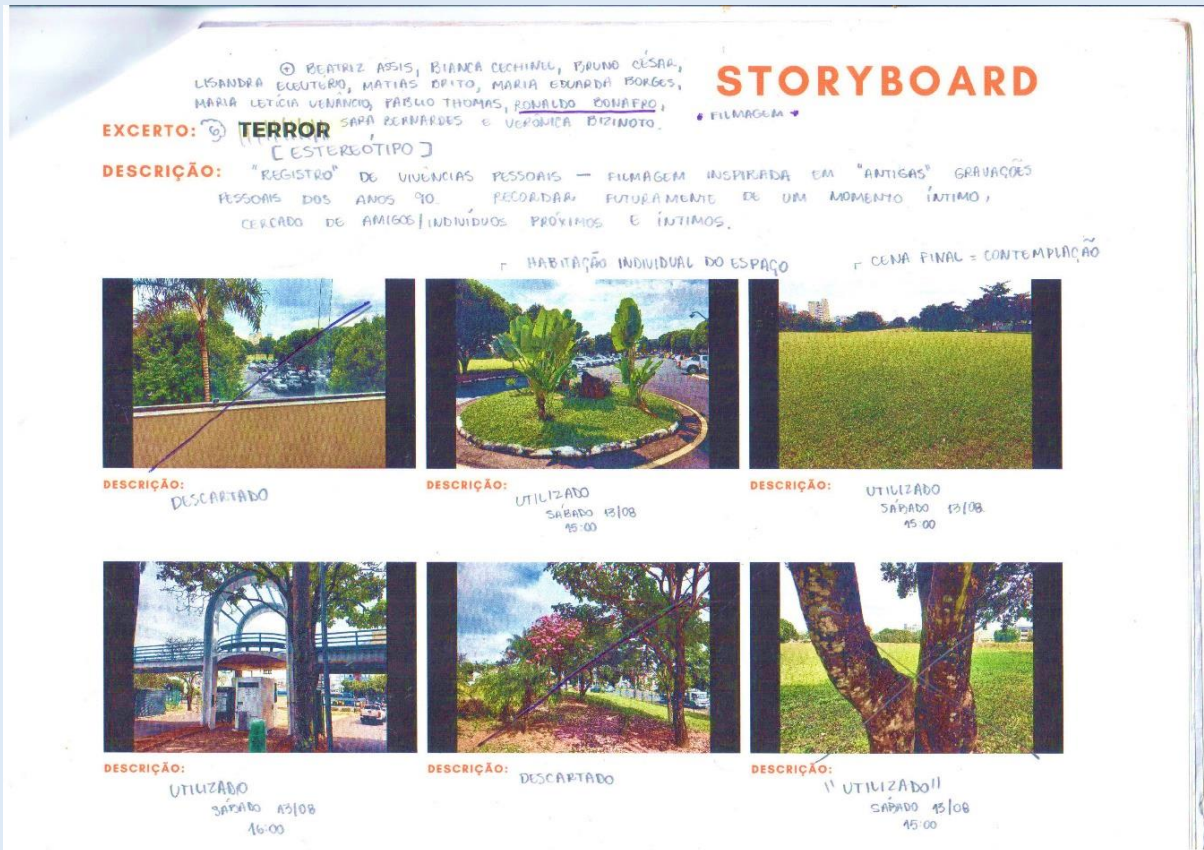 ⊕ BEATRIZ ASSIS, BIANCA CECHINEL, BRUNO CÉSAR,
LISANDRA ELEUTÉRIO, MATIAS BRITO, MARIA EDUARDA BORGES,
MARIA LETÍCIA VENÂNCIO, PABLIO THOMAS, RONALDO BONAFRO,
SARA BERNARDES E VERÔNICA BIZINOTO.
• FILMAGEM •
STORYBOARD
EXCERTO: TERROR
[ESTEREÓTIPO]
DESCRIÇÃO: "REGISTRO" DE VIVÊNCIAS PESSOAIS — FILMAGEM INSPIRADA EM "ANTIGAS" GRAVAÇÕES
PESSOAIS DOS ANOS 90. RECORDAR FUTURAMENTE DE UM MOMENTO ÍNTIMO,
CERCADO DE AMIGOS/INDIVÍDUOS PRÓXIMOS E ÍNTIMOS.
HABITAÇÃO INDIVIDUAL DO ESPAÇO
CENA FINAL = CONTEMPLAÇÃO
DESCRIÇÃO:
DESCARTADO
DESCRIÇÃO:
UTILIZADO
SÁBADO 13/08
15:00
DESCRIÇÃO:
UTILIZADO
SÁBADO 13/08
15:00
DESCRIÇÃO:
UTILIZADO
SÁBADO 13/08
16:00
DESCRIÇÃO:
DESCARTADO
DESCRIÇÃO:
"UTILIZADO"
SÁBADO 13/08
15:00